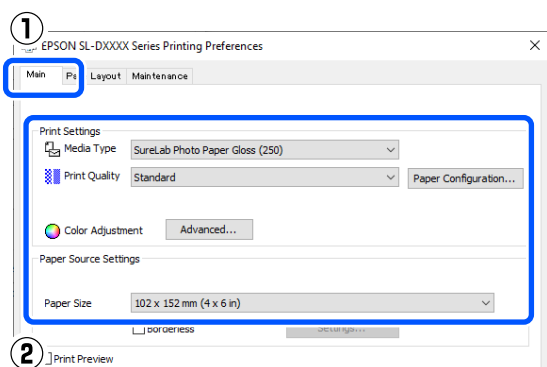 1
EPSON SL-DXXXX Series Printing Preferences
Main Layout Maintenance
Print Settings
Media Type SureLab Photo Paper Gloss (250)
Print Quality Standard Paper Configuration...
Color Adjustment Advanced...
Paper Source Settings
Paper Size 102 x 152 mm (4 x 6 in)
Borderless Settings...
2
Print Preview